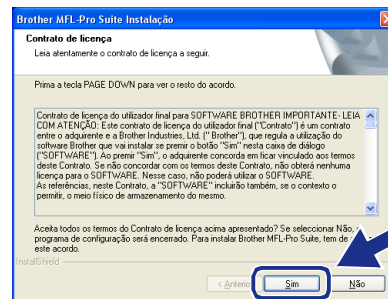 Brother MFL-Pro Suite Instalação
Contrato de licença
Leia atentamente o contrato de licença a seguir.
Prima a tecla PAGE DOWN para ver o resto do acordo.
Contrato de licença do utilizador final para SOFTWARE BROTHER IMPORTANTE- LEIA
COM ATENÇÃO: Este contrato de licença do utilizador final ("Contrato") é um contrato
entre o adquirente e a Brother Industries, Ltd. (" Brother"), que regula a utilização do
software Brother que vai instalar se premir o botão "Sim" nesta caixa de diálogo
("SOFTWARE"). Ao premir "Sim", o adquirente concorda em ficar vinculado aos termos
deste Contrato. Se não concordar com os termos deste Contrato, não obterá nenhuma
licença para o SOFTWARE. Nesse caso, não poderá utilizar o SOFTWARE.
As referências, neste Contrato, a "SOFTWARE" incluirão também, se o contexto o
permitir, o meio físico de armazenamento do mesmo.
Aceita todos os termos do Contrato de licença acima apresentado? Se seleccionar Não,
programa de configuração será encerrado. Para instalar Brother MFL-Pro Suite, tem de
este acordo.
InstallShield
< Anterio
Sim
Não